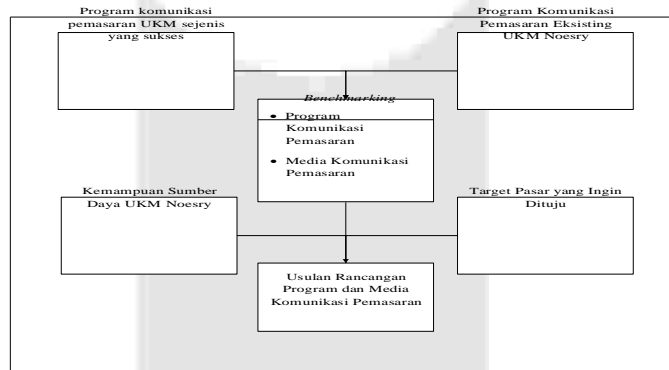 Program komunikasi
pemasaran UKM sejenis
yang sukses
Program Komunikasi
Pemasaran Eksisting
UKM Noesry
Benchmarking
• Program
Komunikasi
Pemasaran
• Media Komunikasi
Pemasaran
Kemampuan Sumber
Daya UKM Noesry
Target Pasar yang Ingin
Dituju
Usulan Rancangan
Program dan Media
Komunikasi Pemasaran